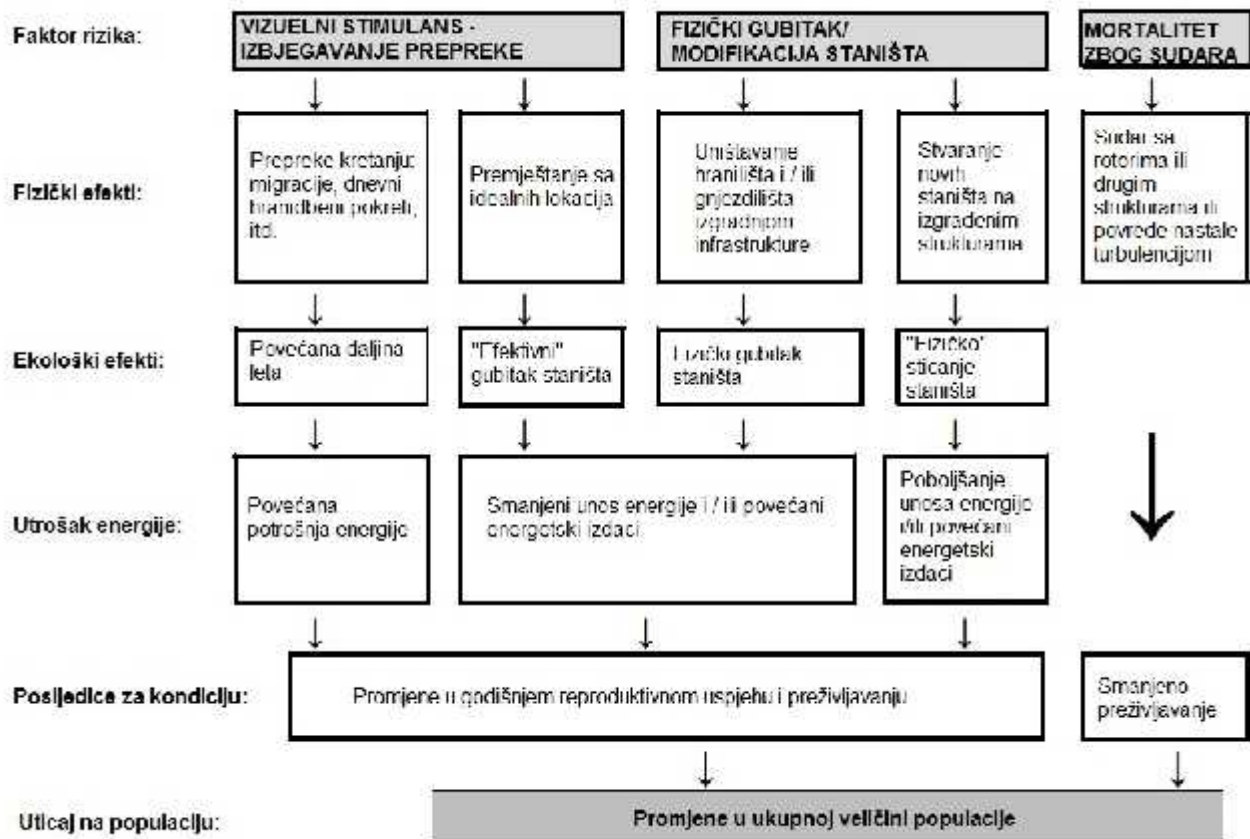 Faktor rizika:
VIZUELNI STIMULANS -
IZBJEGAVANJE PREPREKE
FIZIČKI GUBITAK/
MODIFIKACIJA STANIŠTA
MORTALITET
ZBOG SUDARA
Fizički efekti:
Prepreke kretanju:
migracije, dnevni
hranidbeni pokreti,
itd.
Premještanje sa
idealnih lokacija
Uništavanje
hranilišta i / ili
gnjezdilišta
izgradnjom
infrastrukture
Stvaranje
novih
staništa na
izgrađenim
strukturama
Sudar sa
rotorima ili
drugim
strukturama ili
povrede nastale
turbulencijom
Ekološki efekti:
Povećana daljina
leta
"Efektivni"
gubitak staništa
Fizički gubitak
staništa
"Fizičko"
sticanje
staništa
Utrošak energije:
Povećana
potrošnja energije
Smanjeni unos energije i / ili povećani
energetski izdaci
Poboljšanje
unosa energije
i/ili povećani
energetski
izdaci
Posljedice za kondiciju:
Promjene u godišnjem reproduktivnom uspjehu i preživljavanju
Smanjeno
preživljavanje
Uticaj na populaciju:
Promjene u ukupnoj veličini populacije